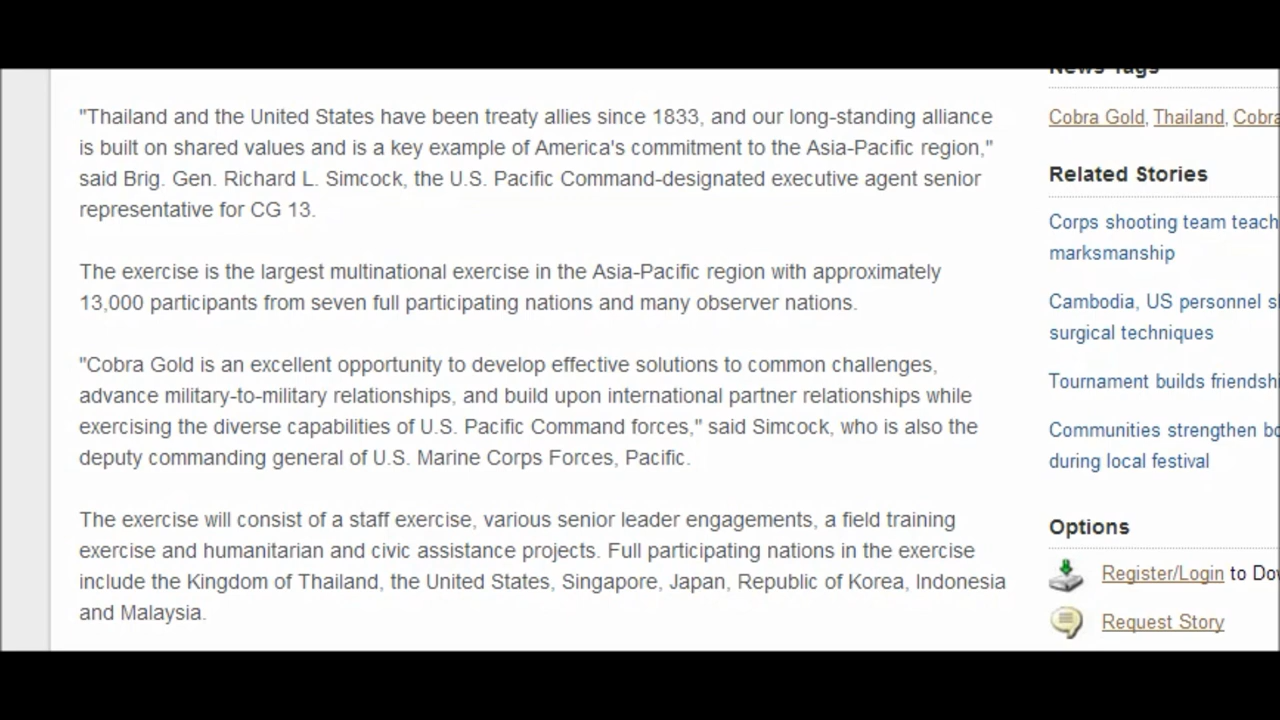 "Thailand and the United States have been treaty allies since 1833, and our long-standing alliance
is built on shared values and is a key example of America's commitment to the Asia-Pacific region,"
said Brig. Gen. Richard L. Simcock, the U.S. Pacific Command-designated executive agent senior
representative for CG 13.
The exercise is the largest multinational exercise in the Asia-Pacific region with approximately
13,000 participants from seven full participating nations and many observer nations.
"Cobra Gold is an excellent opportunity to develop effective solutions to common challenges,
advance military-to-military relationships, and build upon international partner relationships while
exercising the diverse capabilities of U.S. Pacific Command forces," said Simcock, who is also the
deputy commanding general of U.S. Marine Corps Forces, Pacific.
The exercise will consist of a staff exercise, various senior leader engagements, a field training
exercise and humanitarian and civic assistance projects. Full participating nations in the exercise
include the Kingdom of Thailand, the United States, Singapore, Japan, Republic of Korea, Indonesia
and Malaysia.
News Tags
Cobra Gold, Thailand, Cobra
Related Stories
Corps shooting team teach
marksmanship
Cambodia, US personnel s
surgical techniques
Tournament builds friendshi
Communities strengthen bo
during local festival
Options
Register/Login to Dow
Request Story